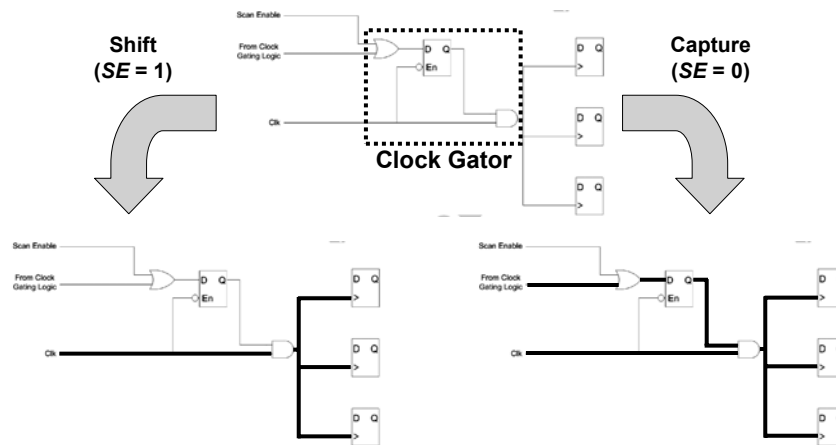 Scan Enable
Shift
(SE = 1)
From Clock
Gating Logic
D Q
En
Clk
D Q
>
D Q
>
D Q
>
Capture
(SE = 0)
Clock Gator
Scan Enable
From Clock
Gating Logic
D Q
En
Clk
D Q
>
D Q
>
D Q
>
Scan Enable
From Clock
Gating Logic
D Q
En
Clk
D Q
>
D Q
>
D Q
>